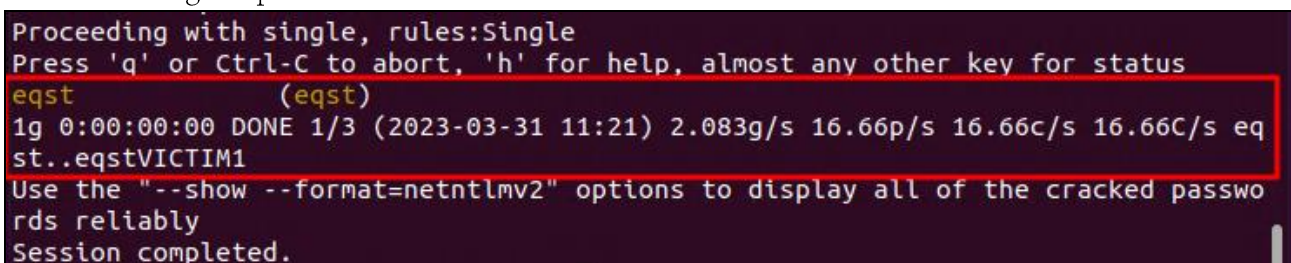 Proceeding with single, rules:Single
Press 'q' or Ctrl-C to abort, 'h' for help, almost any other key for status
eqst (eqst)
1g 0:00:00:00 DONE 1/3 (2023-03-31 11:21) 2.083g/s 16.66p/s 16.66c/s 16.66C/s eq
st..eqstVICTIM1
Use the "--show --format=netntlmv2" options to display all of the cracked passwo
rds reliably
Session completed.